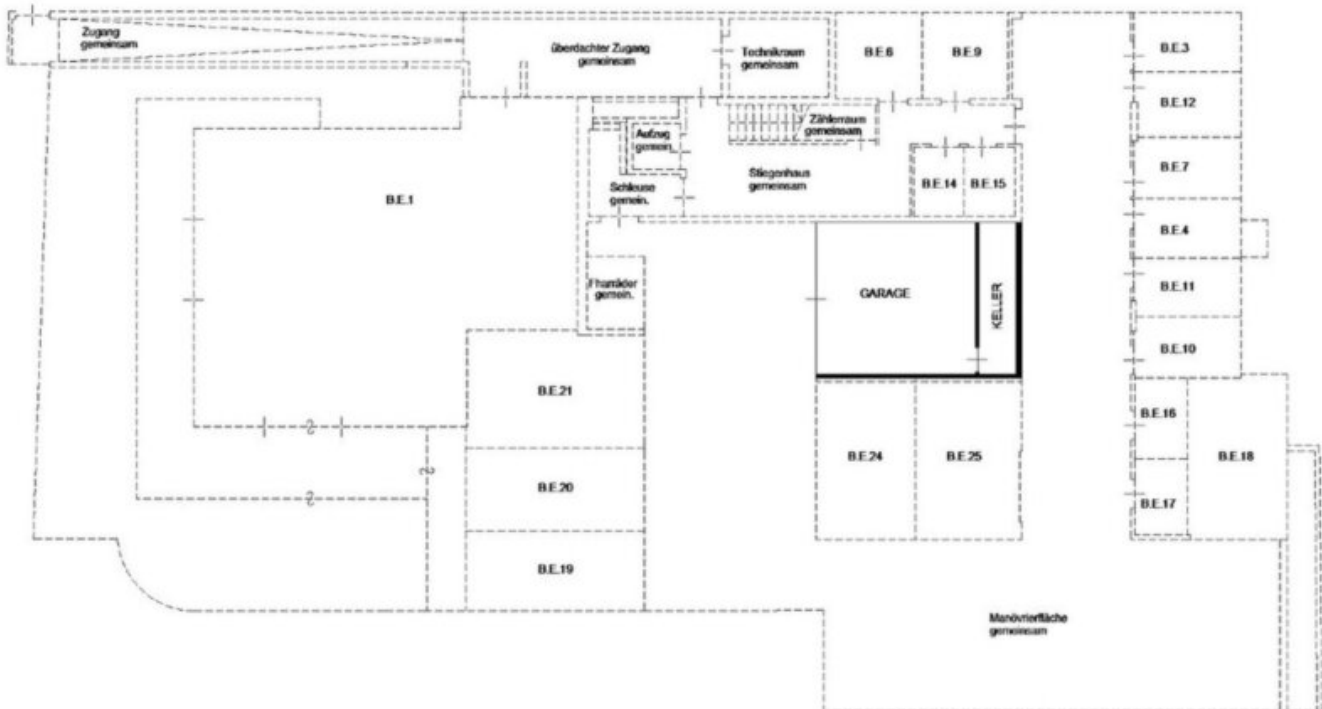 Zugang
gemeinsam
überdachter Zugang
gemeinsam
Technikraum
gemeinsam
B.E.6
B.E.9
B.E.3
B.E.12
Zählerraum
gemeinsam
Aufzug
gemein.
B.E.7
Stiegenhaus
gemeinsam
B.E.14
B.E.15
Schleuse
gemein.
B.E.1
B.E.4
Fharräder
gemein.
GARAGE
KELLER
B.E.11
B.E.10
B.E.21
B.E.16
B.E.24
B.E.25
B.E.18
B.E.20
B.E.17
B.E.19
Manövrierfläche
gemeinsam